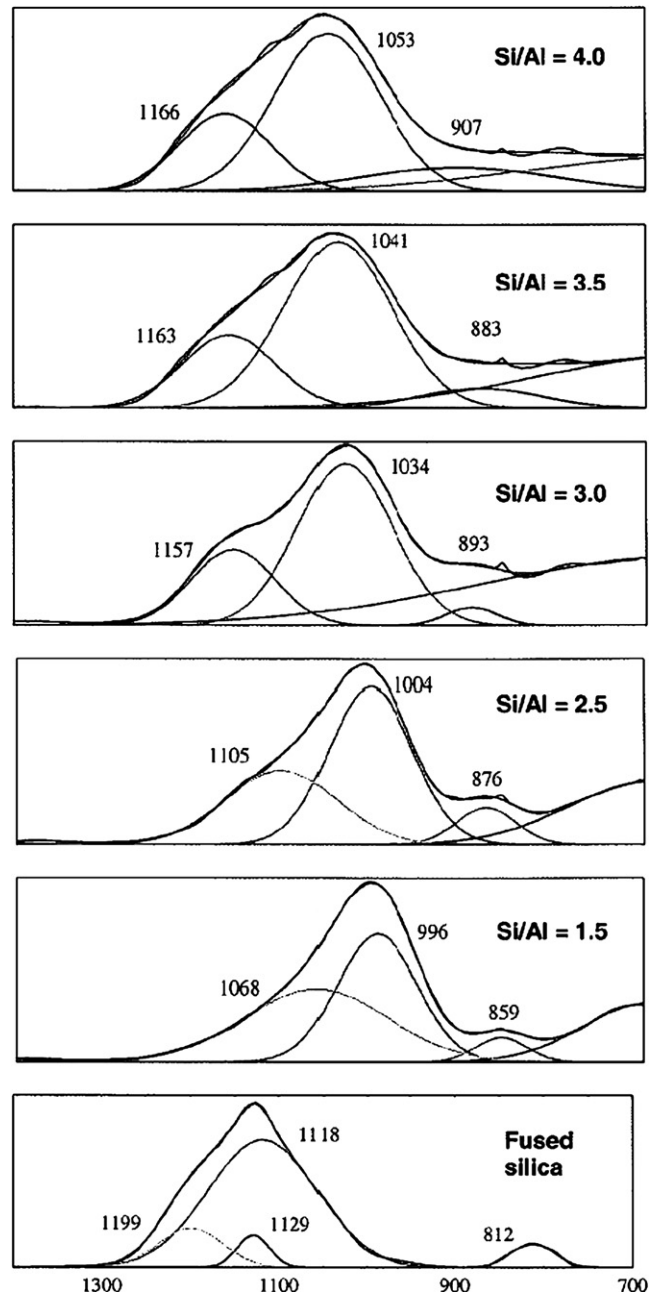 1053
Si/Al = 4.0
1166
907
1041
Si/Al = 3.5
1163
883
1034
Si/Al = 3.0
1157
893
1004
Si/Al = 2.5
1105
876
996
Si/Al = 1.5
1068
859
1118
Fused
silica
1199
1129
812
1300 1100 900 700